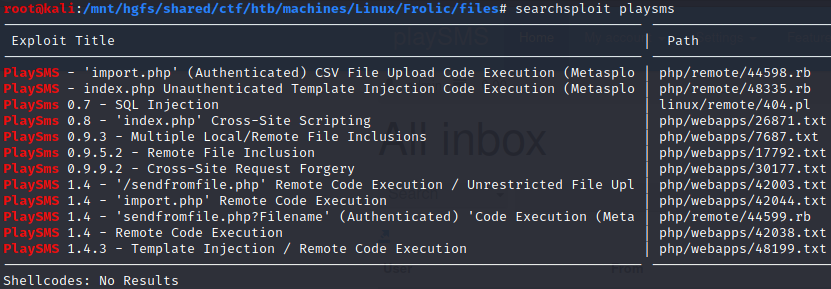 root@kali:/mnt/hgfs/shared/ctf/htb/machines/Linux/Frolic/files# searchsploit playsms
Exploit Title | Path
PlaySMS - 'import.php' (Authenticated) CSV File Upload Code Execution (Metasplo | php/remote/44598.rb
PlaySMS - index.php Unauthenticated Template Injection Code Execution (Metasplo | php/remote/48335.rb
PlaySms 0.7 - SQL Injection | linux/remote/404.pl
PlaySms 0.8 - 'index.php' Cross-Site Scripting | php/webapps/26871.txt
PlaySms 0.9.3 - Multiple Local/Remote File Inclusions | php/webapps/7687.txt
PlaySms 0.9.5.2 - Remote File Inclusion | php/webapps/17792.txt
PlaySms 0.9.9.2 - Cross-Site Request Forgery | php/webapps/30177.txt
PlaySMS 1.4 - '/sendfromfile.php' Remote Code Execution / Unrestricted File Upl | php/webapps/42003.txt
PlaySMS 1.4 - 'import.php' Remote Code Execution | php/webapps/42044.txt
PlaySMS 1.4 - 'sendfromfile.php?Filename' (Authenticated) 'Code Execution (Meta | php/remote/44599.rb
PlaySMS 1.4 - Remote Code Execution | php/webapps/42038.txt
PlaySMS 1.4.3 - Template Injection / Remote Code Execution | php/webapps/48199.txt
Shellcodes: No Results
playSMS
Home
All inbox
User
From